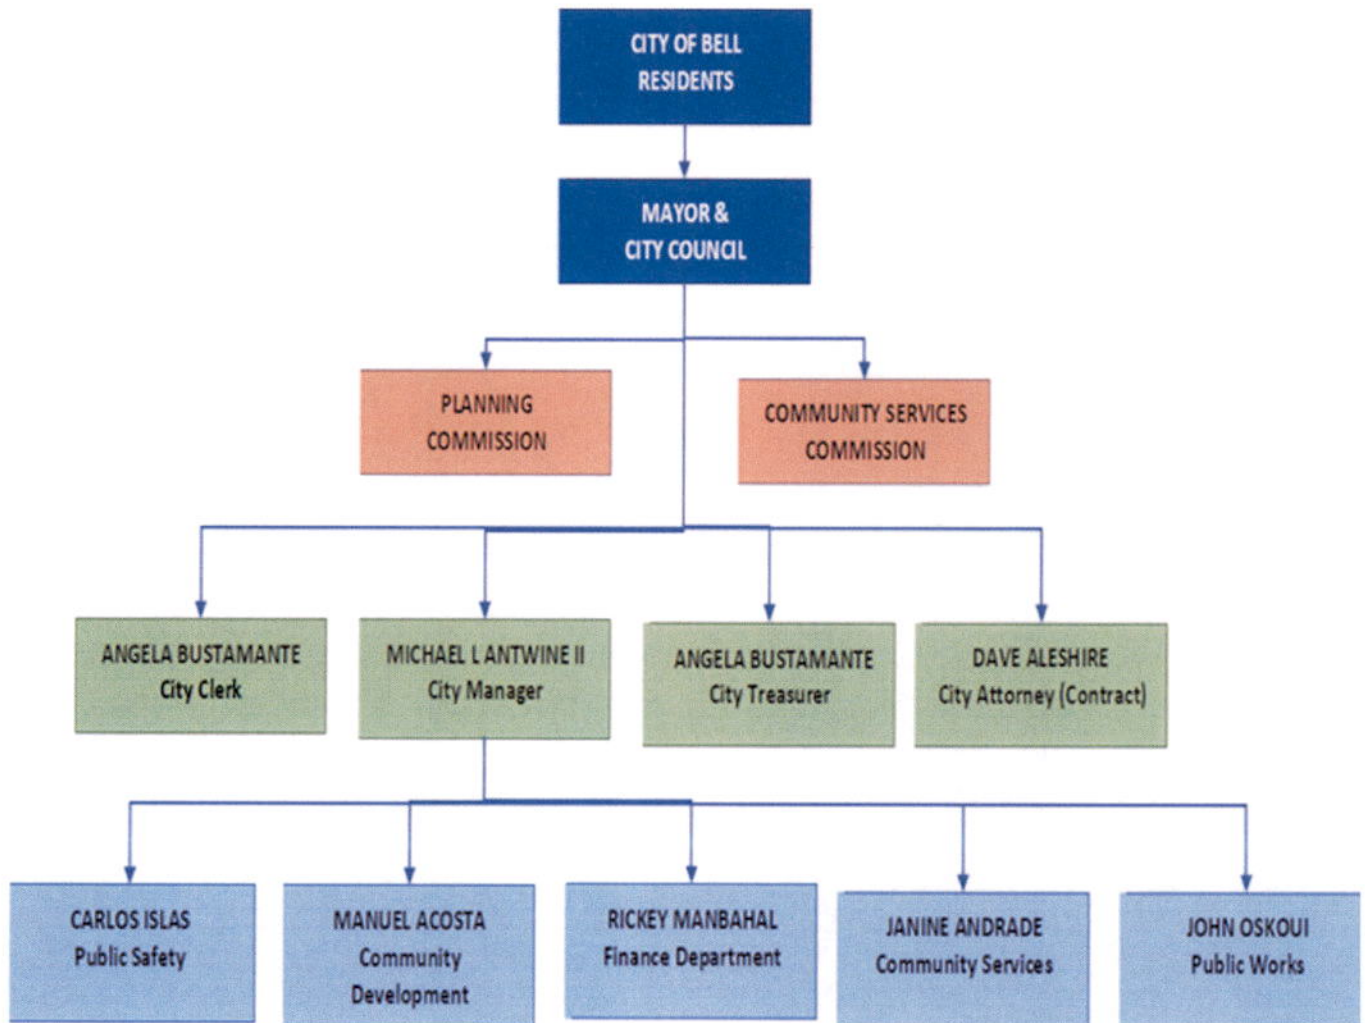 CITY OF BELL
RESIDENTS
MAYOR &
CITY COUNCIL
PLANNING
COMMISSION
COMMUNITY SERVICES
COMMISSION
ANGELA BUSTAMANTE
City Clerk
MICHAEL L ANTWINE II
City Manager
ANGELA BUSTAMANTE
City Treasurer
DAVE ALESHIRE
City Attorney (Contract)
CARLOS ISLAS
Public Safety
MANUEL ACOSTA
Community
Development
RICKEY MANBAHAL
Finance Department
JANINE ANDRADE
Community Services
JOHN OSKOUI
Public Works